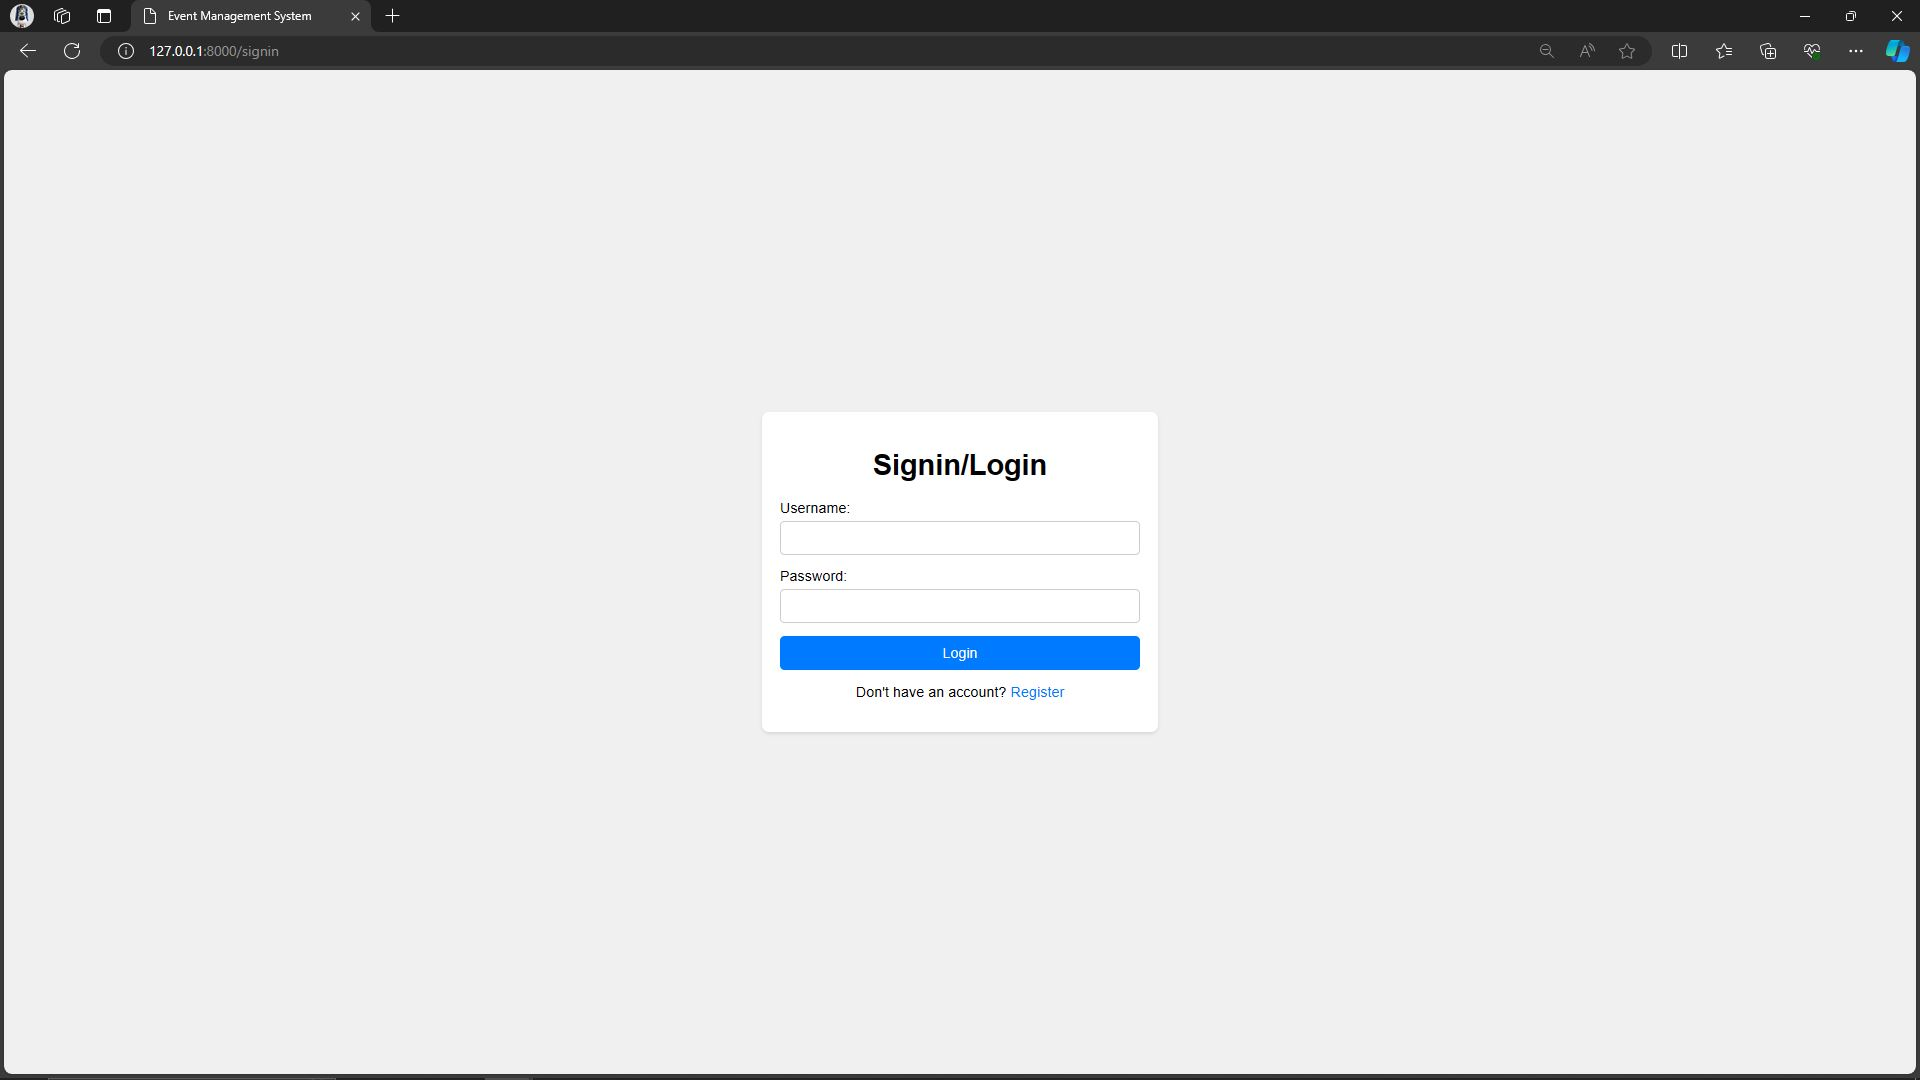 Event Management System
127.0.0.1:8000/signin
Signin/Login
Username:
Password:
Login
Don't have an account? Register